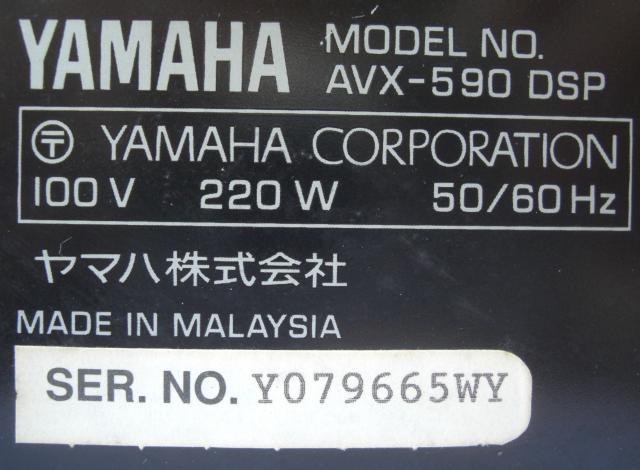 YAMAHA
MODEL NO.
AVX-590 DSP
〶 YAMAHA CORPORATION
100 V 220 W 50/60 Hz
ヤマハ株式会社
MADE IN MALAYSIA
SER. NO. Y079665WY